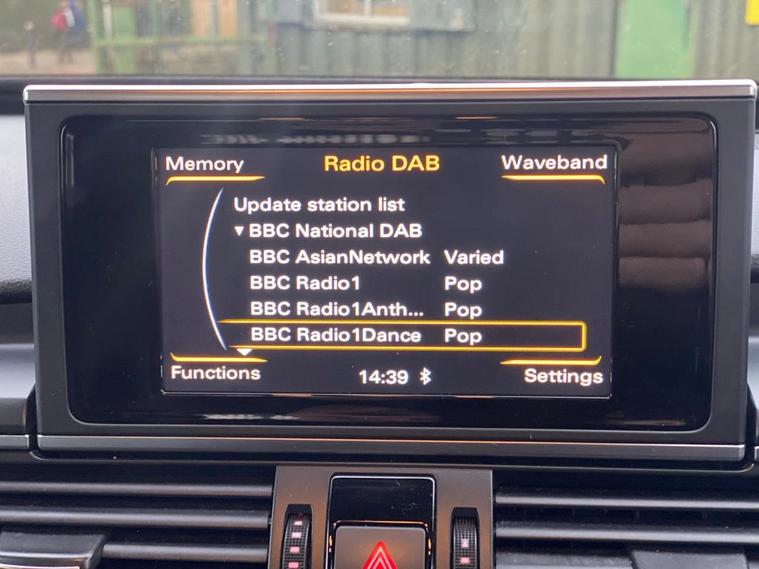 Memory Radio DAB Waveband
Update station list
▼ BBC National DAB
BBC AsianNetwork Varied
BBC Radio1 Pop
BBC Radio1Anth... Pop
BBC Radio1Dance Pop
Functions 14:39 Settings